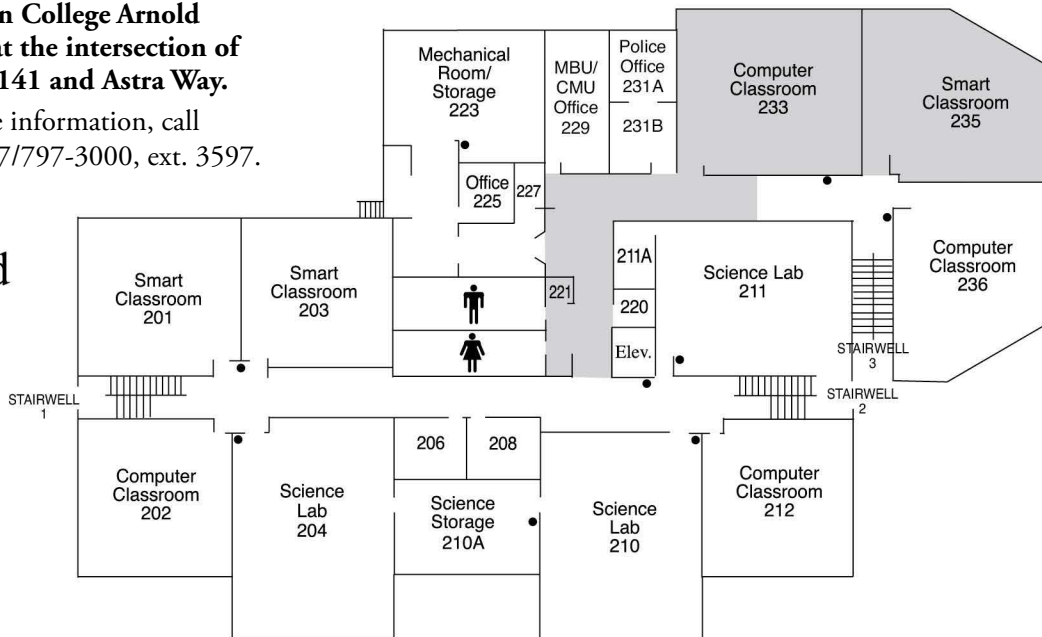 n College Arnold
at the intersection of
141 and Astra Way.
e information, call
7/797-3000, ext. 3597.
d
Mechanical
Room/
Storage
223
MBU/
CMU
Office
229
Police
Office
231A
231B
Computer
Classroom
233
Smart
Classroom
235
Office
225
227
Smart
Classroom
201
Smart
Classroom
203
221
211A
220
Elev.
Science Lab
211
Computer
Classroom
236
STAIRWELL
3
STAIRWELL
1
STAIRWELL
2
Computer
Classroom
202
Science
Lab
204
206
208
Science
Storage
210A
Science
Lab
210
Computer
Classroom
212